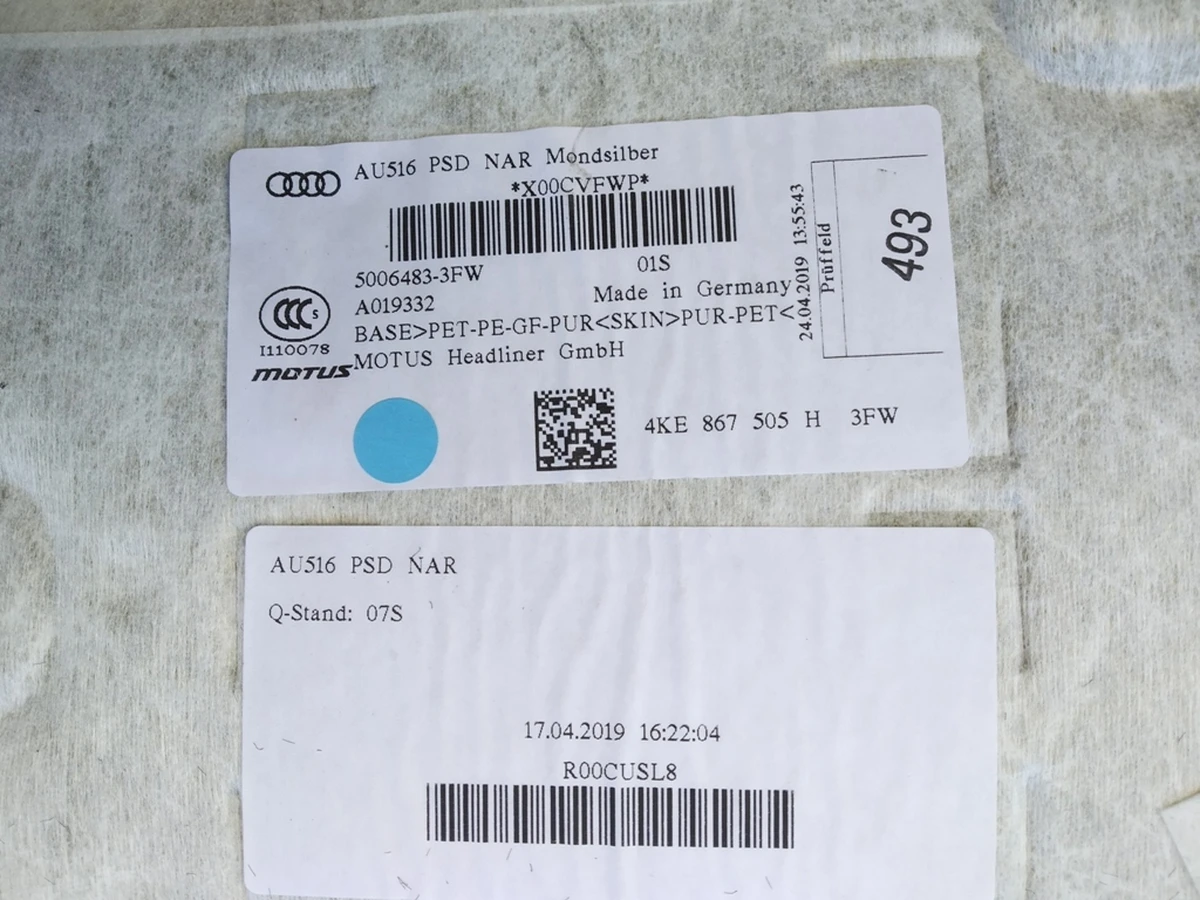 AU516 PSD NAR Mondsilber
*X00CVFWP*
5006483-3FW 01S
A019332 Made in Germany
BASE>PET-PE-GF-PUR<SKIN>PUR-PET<
MOTUS Headliner GmbH
S
I110078
MOTUS
4KE 867 505 H 3FW
24.04.2019 13:55:43
Prüffeld
493
AU516 PSD NAR
Q-Stand: 07S
17.04.2019 16:22:04
R00CUSL8